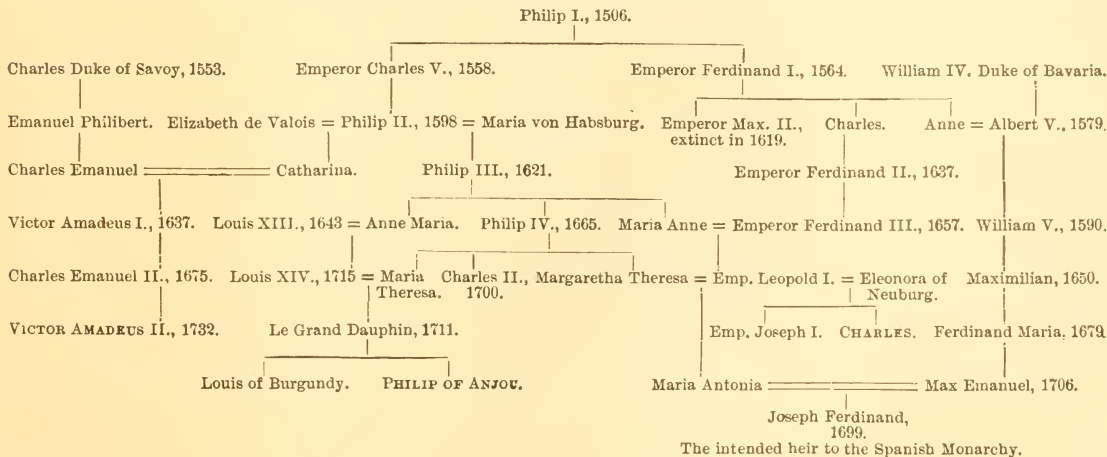 Philip I., 1506.
Charles Duke of Savoy, 1553. Emperor Charles V., 1558. Emperor Ferdinand I., 1564. William IV. Duke of Bavaria.
Emanuel Philibert. Elizabeth de Valois = Philip II., 1598 = Maria von Habsburg. Emperor Max. II., Charles. Anne = Albert V., 1579.
extinct in 1619.
Charles Emanuel = Catharina. Philip III., 1621. Emperor Ferdinand II., 1637.
Victor Amadeus I., 1637. Louis XIII., 1643 = Anne Maria. Philip IV., 1665. Maria Anne = Emperor Ferdinand III., 1657. William V., 1590.
Charles Emanuel II., 1675. Louis XIV., 1715 = Maria Charles II., Margaretha Theresa = Emp. Leopold I. = Eleonora of Maximilian, 1650.
Theresa. 1700. Neuburg.
VICTOR AMADEUS II., 1732. Le Grand Dauphin, 1711. Emp. Joseph I. CHARLES. Ferdinand Maria, 1679.
Louis of Burgundy. PHILIP OF ANJOU. Maria Antonia = Max Emanuel, 1706.
Joseph Ferdinand,
1699.
The intended heir to the Spanish Monarchy.